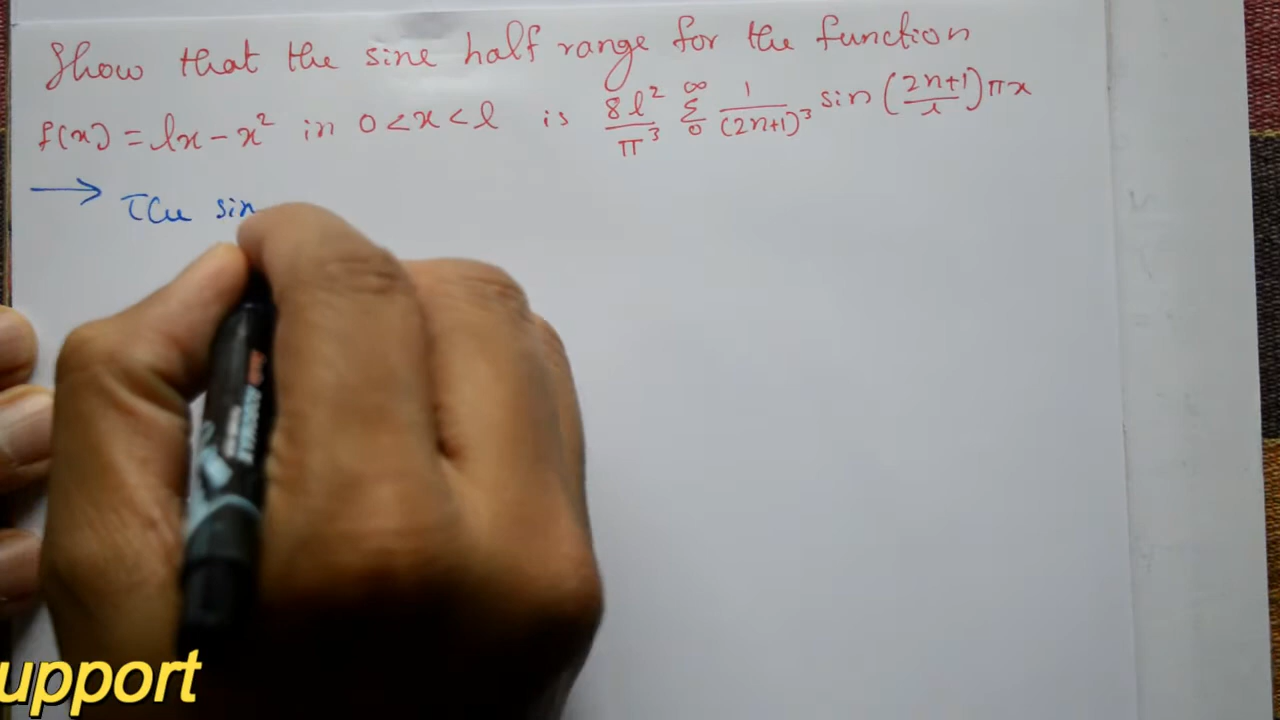 Show that the sine half range for the function
f(x) = lx - x² in 0 < x < l is 8l²/π³ ∞Σ0 1/(2n+1)³ sin (2n+1/l) πx
→ The sin
upport